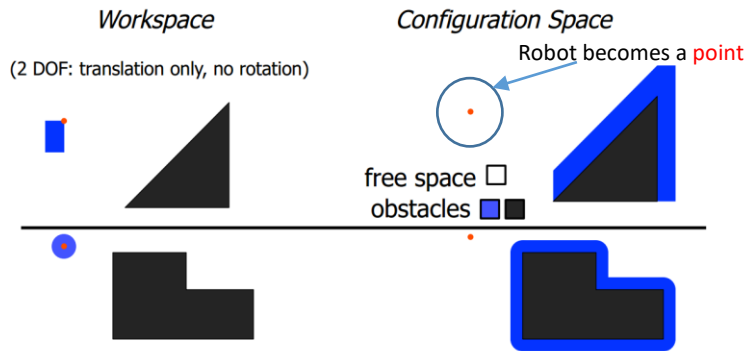 Workspace
Configuration Space
Robot becomes a point
(2 DOF: translation only, no rotation)
free space
obstacles